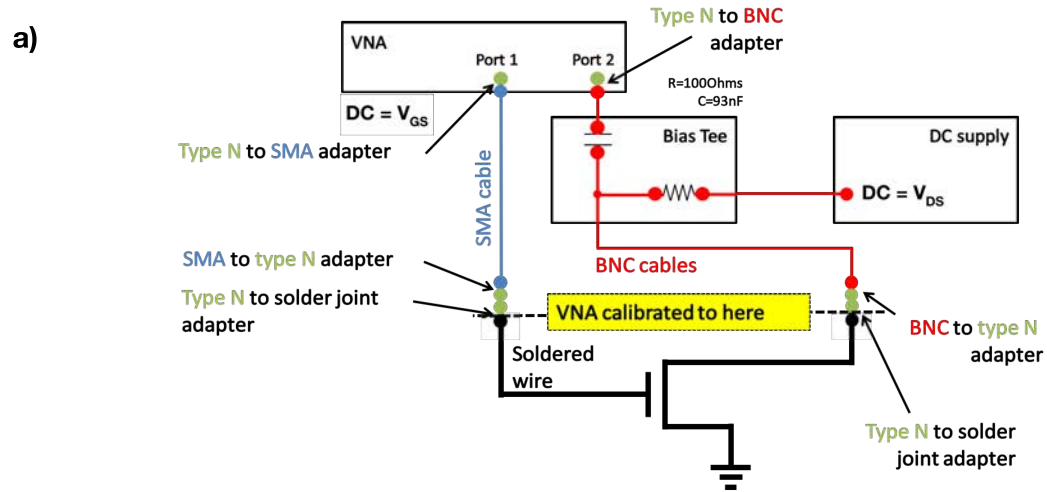 a)
Type N to BNC
adapter
VNA
Port 1
Port 2
R=100Ohms
C=93nF
DC = VGS
Bias Tee
DC supply
Type N to SMA adapter
SMA cable
DC = VDS
SMA to type N adapter
BNC cables
Type N to solder joint
adapter
VNA calibrated to here
BNC to type N
adapter
Soldered
wire
Type N to solder
joint adapter